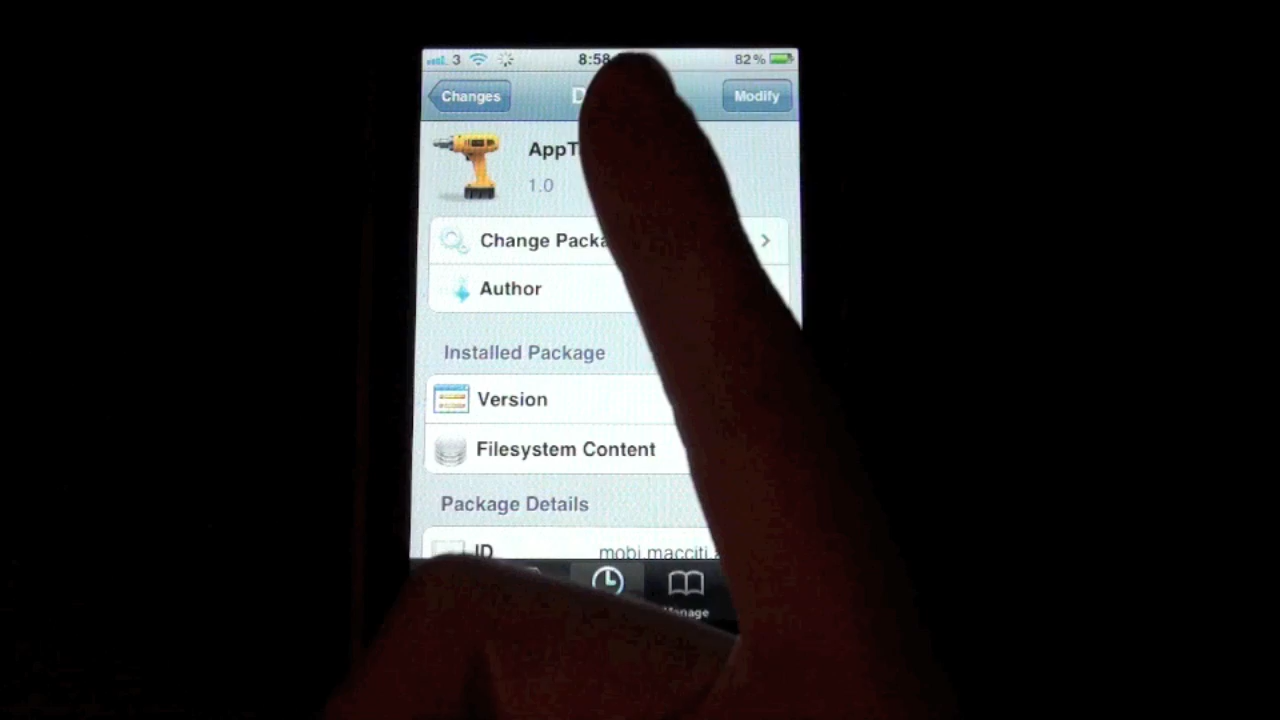 3 8:58 82%
Changes Modify
AppT
1.0
Change Packa
Author
Installed Package
Version
Filesystem Content
Package Details
ID mobi.macciti.
Manage